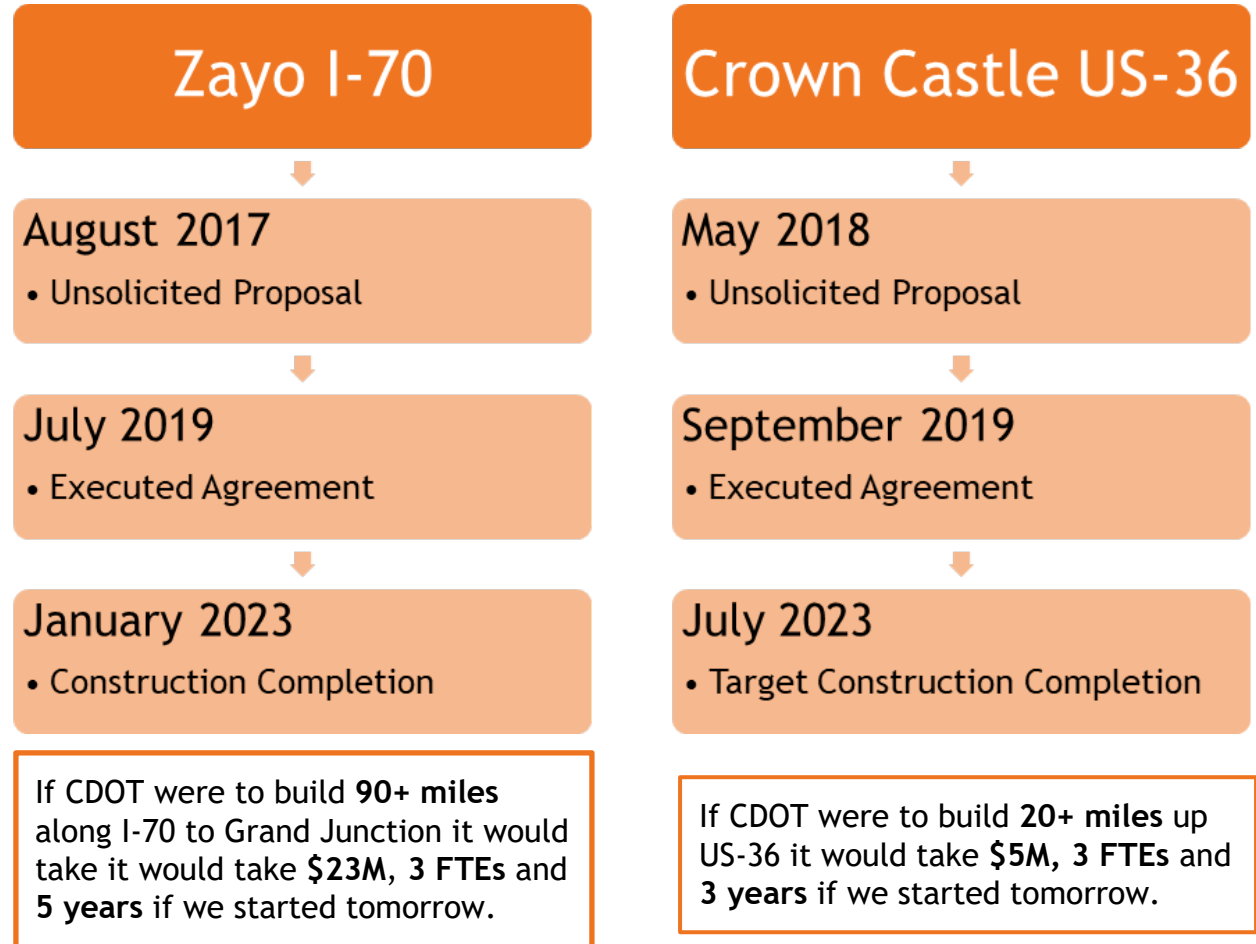 Zayo I-70
August 2017
• Unsolicited Proposal
July 2019
• Executed Agreement
January 2023
• Construction Completion
If CDOT were to build 90+ miles
along I-70 to Grand Junction it would
take it would take $23M, 3 FTEs and
5 years if we started tomorrow.
Crown Castle US-36
May 2018
• Unsolicited Proposal
September 2019
• Executed Agreement
July 2023
• Target Construction Completion
If CDOT were to build 20+ miles up
US-36 it would take $5M, 3 FTEs and
3 years if we started tomorrow.